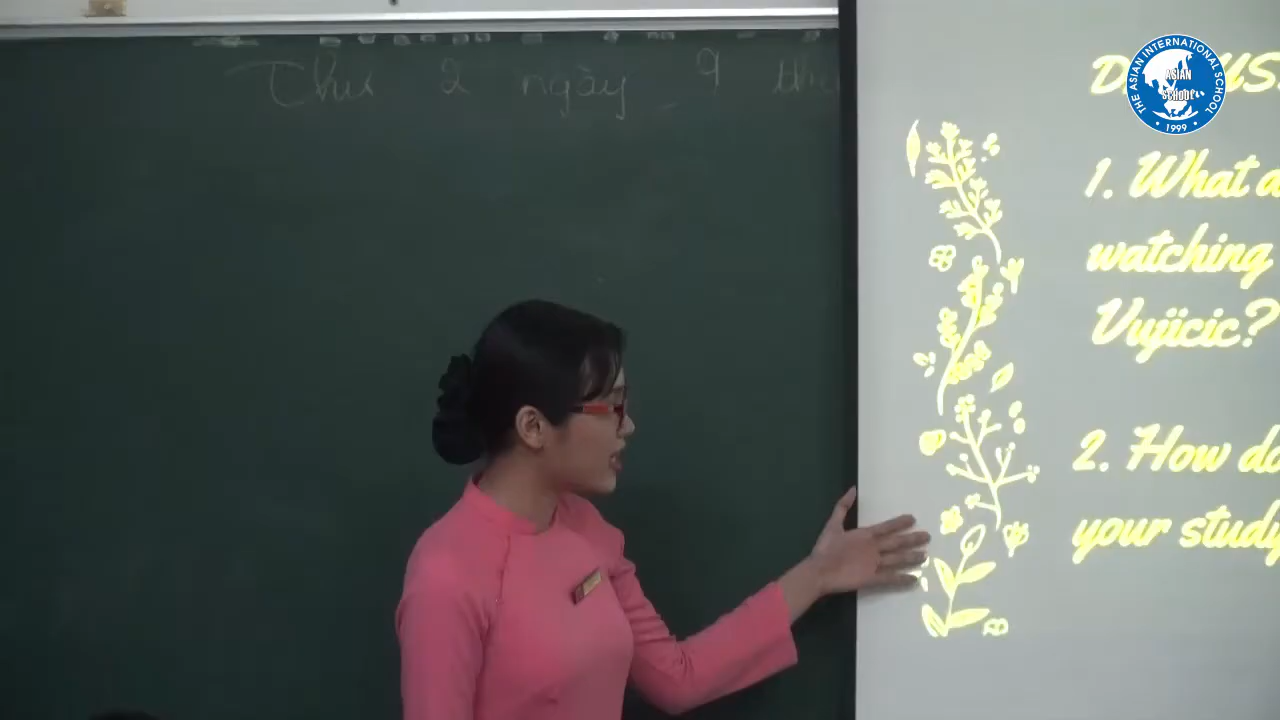 Thứ 2 ngày 9
THE ASIAN INTERNATIONAL SCHOOL
ASIAN
SCHOOL
1999
1. What
watching
Vujicic?
2. How do
your study